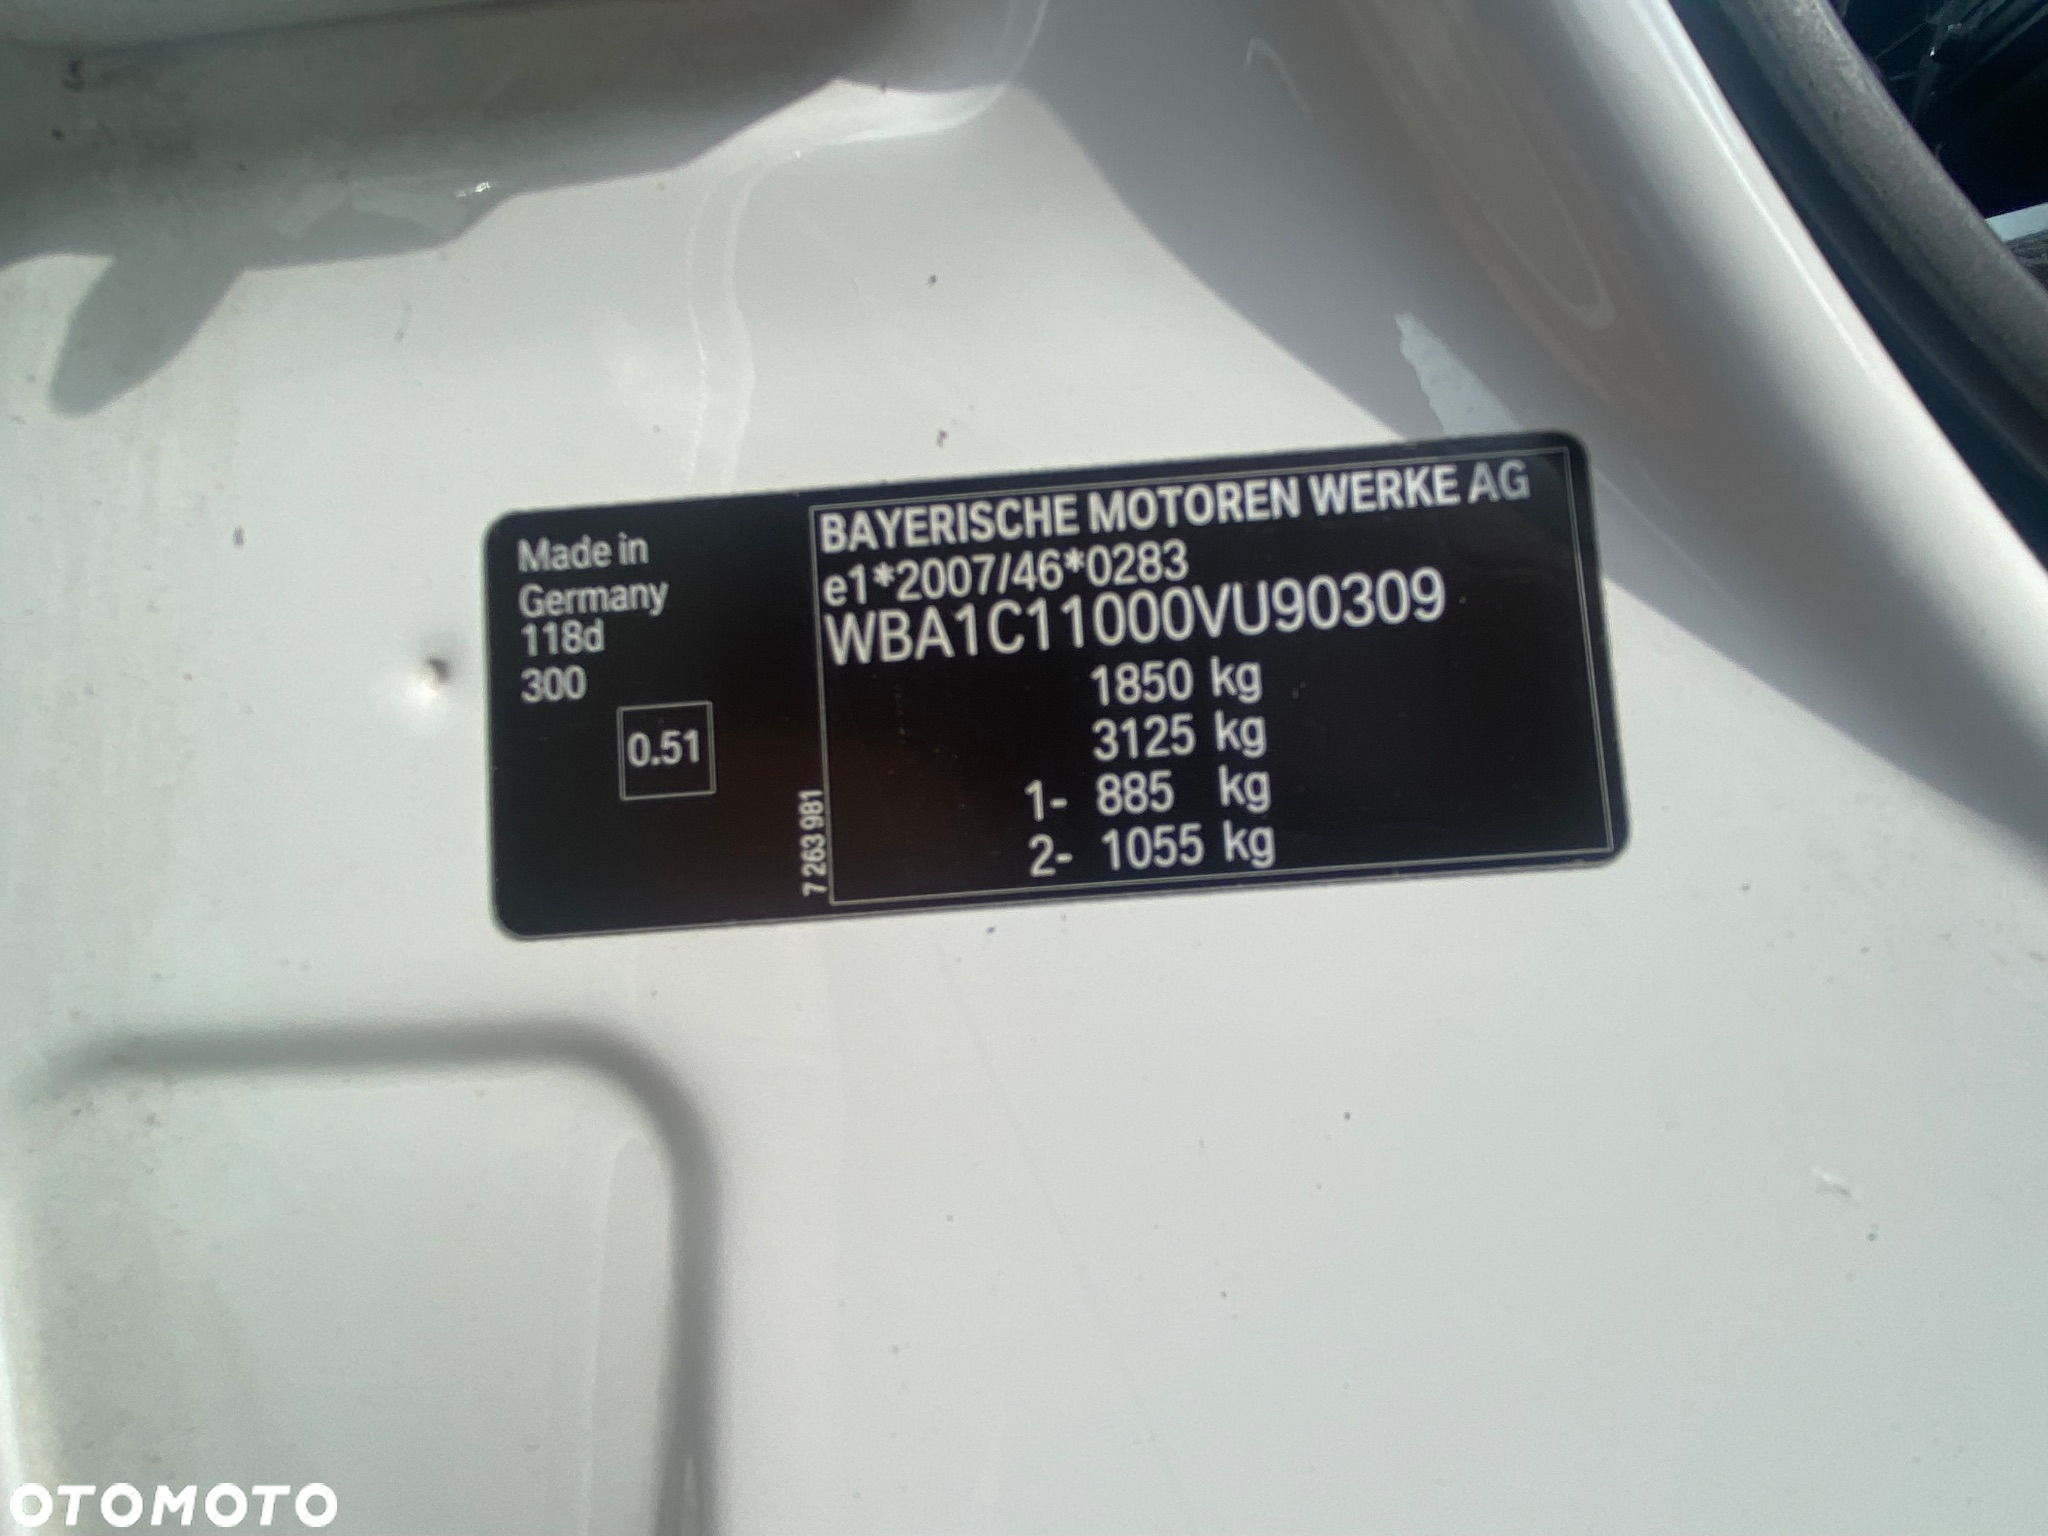 Made in
Germany
118d
300
0.51
7 263 981
BAYERISCHE MOTOREN WERKE AG
e1*2007/46*0283
WBA1C11000VU90309
1850 kg
3125 kg
1- 885 kg
2- 1055 kg
OTOMOTO